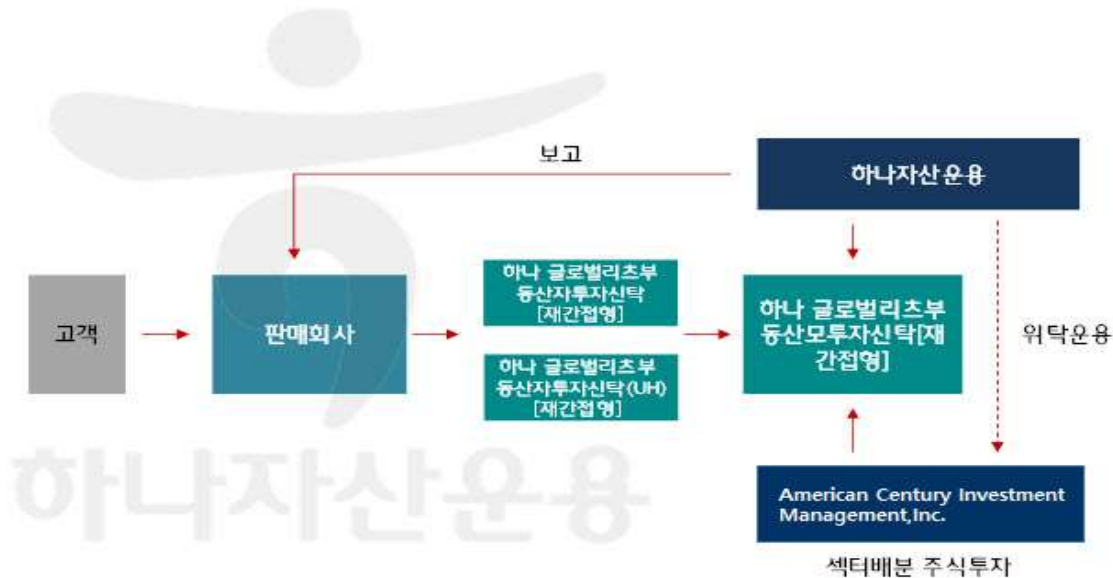 보고
하나자산운용
고객
판매회사
하나 글로벌리츠부
동산자투자신탁
[재간접형]
하나 글로벌리츠부
동산자투자신탁(UH)
[재간접형]
하나 글로벌리츠부
동산모투자신탁[재
간접형]
위탁운용
American Century Investment
Management,Inc.
섹터배분 주식투자
하나자산운용